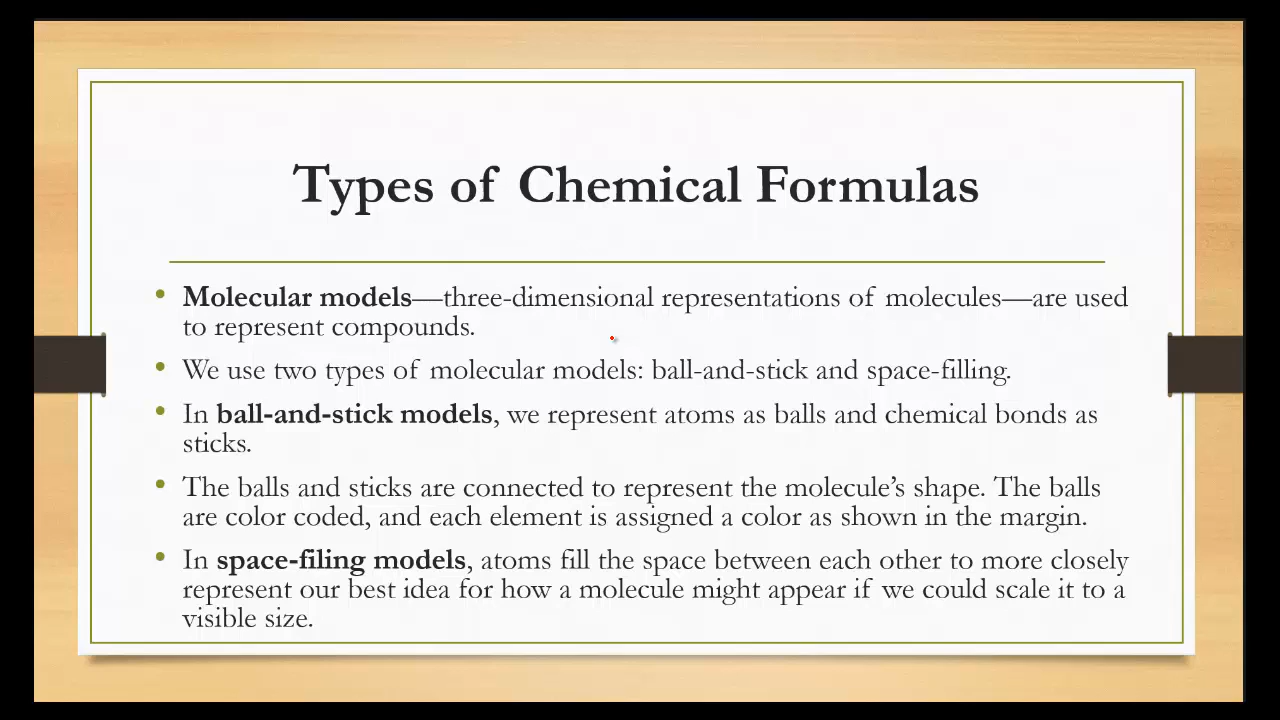 Types of Chemical Formulas
• Molecular models—three-dimensional representations of molecules—are used
to represent compounds.
• We use two types of molecular models: ball-and-stick and space-filling.
• In ball-and-stick models, we represent atoms as balls and chemical bonds as
sticks.
• The balls and sticks are connected to represent the molecule’s shape. The balls
are color coded, and each element is assigned a color as shown in the margin.
• In space-filing models, atoms fill the space between each other to more closely
represent our best idea for how a molecule might appear if we could scale it to a
visible size.